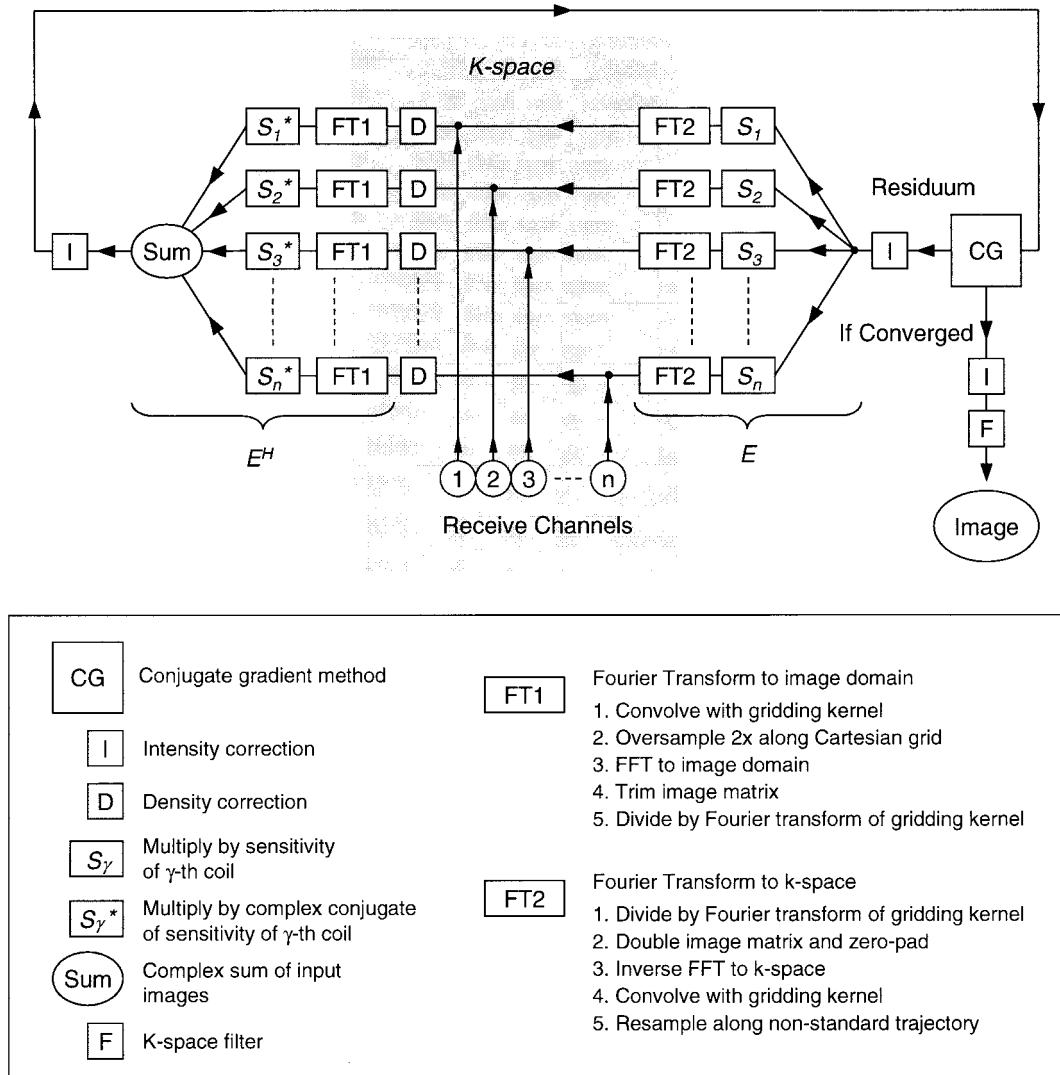 K-space
S1* FT1 D FT2 S1
S2* FT1 D FT2 S2
Residuum
I Sum S3* FT1 D FT2 S3 I CG
If Converged
Sn* FT1 D FT2 Sn I
F
E^H E
1 2 3 n
Receive Channels
Image
CG Conjugate gradient method
I Intensity correction
D Density correction
Sγ Multiply by sensitivity
of γ-th coil
Sγ* Multiply by complex conjugate
of sensitivity of γ-th coil
Sum Complex sum of input
images
F K-space filter
FT1 Fourier Transform to image domain
1. Convolve with gridding kernel
2. Oversample 2x along Cartesian grid
3. FFT to image domain
4. Trim image matrix
5. Divide by Fourier transform of gridding kernel
FT2 Fourier Transform to k-space
1. Divide by Fourier transform of gridding kernel
2. Double image matrix and zero-pad
3. Inverse FFT to k-space
4. Convolve with gridding kernel
5. Resample along non-standard trajectory